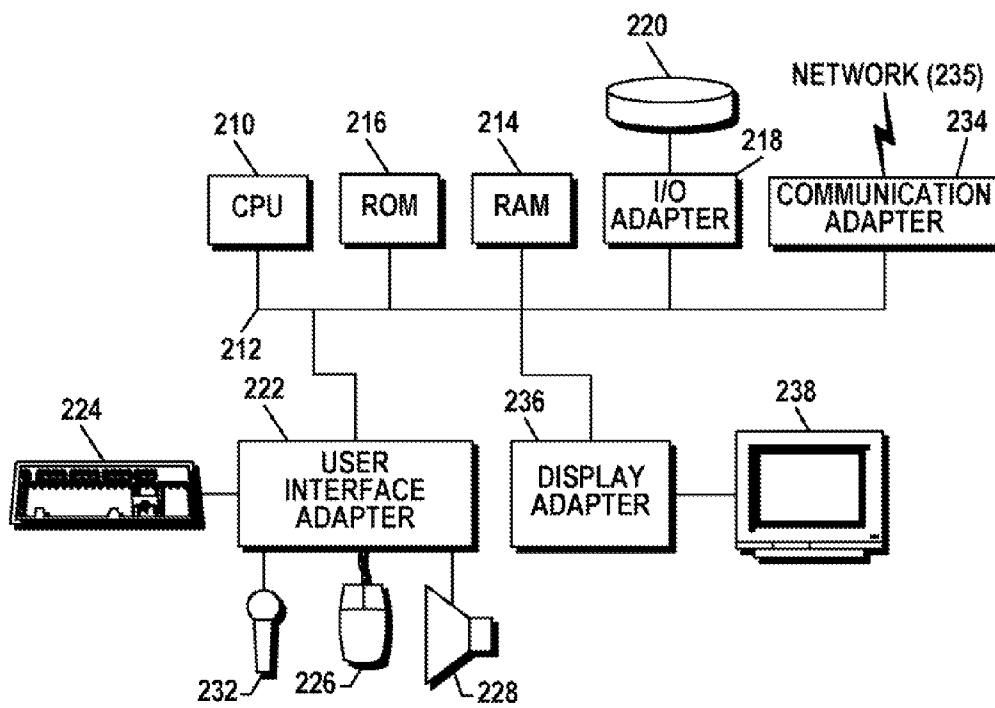 220
NETWORK (235)
210
216
214
218
234
CPU
ROM
RAM
I/O
ADAPTER
COMMUNICATION
ADAPTER
212
222
224
236
238
USER
INTERFACE
ADAPTER
DISPLAY
ADAPTER
232
226
228